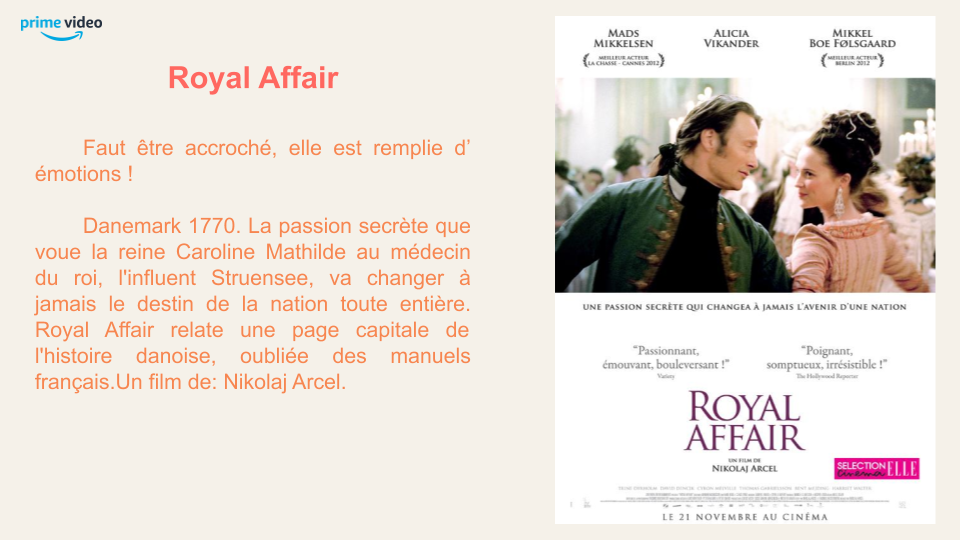 prime video
Royal Affair
Faut être accroché, elle est remplie d’
émotions !
Danemark 1770. La passion secrète que
voue la reine Caroline Mathilde au médecin
du roi, l'influent Struensee, va changer à
jamais le destin de la nation toute entière.
Royal Affair relate une page capitale de
l'histoire danoise, oubliée des manuels
français.Un film de: Nikolaj Arcel.
MADS
MIKKELSEN
MEILLEUR ACTEUR
LA CHASSE - CANNES 2012
ALICIA
VIKANDER
MIKKEL
BOE FØLSGAARD
MEILLEUR ACTEUR
BERLIN 2012
UNE PASSION SECRÈTE QUI CHANGEA À JAMAIS L'AVENIR D'UNE NATION
“Passionnant,
émouvant, bouleversant !”
Variety
“Poignant,
somptueux, irrésistible !”
The Hollywood Reporter
ROYAL
AFFAIR
UN FILM DE
NIKOLAJ ARCEL
SELECTION
ELLE
LE 21 NOVEMBRE AU CINÉMA